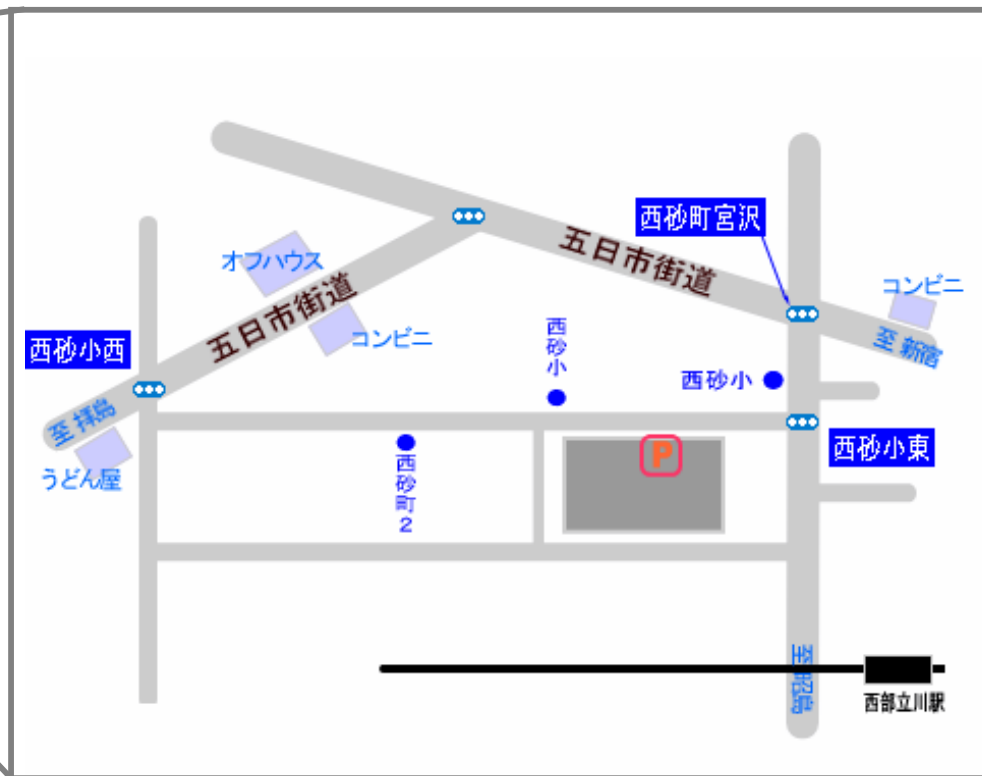 西砂町宮沢
五日市街道
オフハウス
コンビニ
五日市街道
西砂小
コンビニ
至 新宿
西砂小西
西砂小
至 拝島
西砂小東
P
うどん屋
西砂町2
至 昭島
西部立川駅